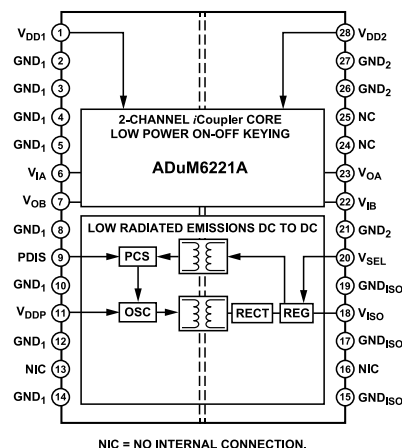 VDD1 1
GND1 2
GND1 3
GND1 4
GND1 5
VIA 6
VOB 7
GND1 8
PDIS 9
GND1 10
VDDP 11
GND1 12
NIC 13
GND1 14
2-CHANNEL iCoupler CORE
LOW POWER ON-OFF KEYING
ADuM6221A
LOW RADIATED EMISSIONS DC TO DC
PCS
OSC
RECT
REG
28 VDD2
27 GND2
26 GND2
25 NC
24 NC
23 VOA
22 VIB
21 GND2
20 VSEL
19 GNDISO
18 VISO
17 GNDISO
16 NIC
15 GNDISO
NIC = NO INTERNAL CONNECTION.